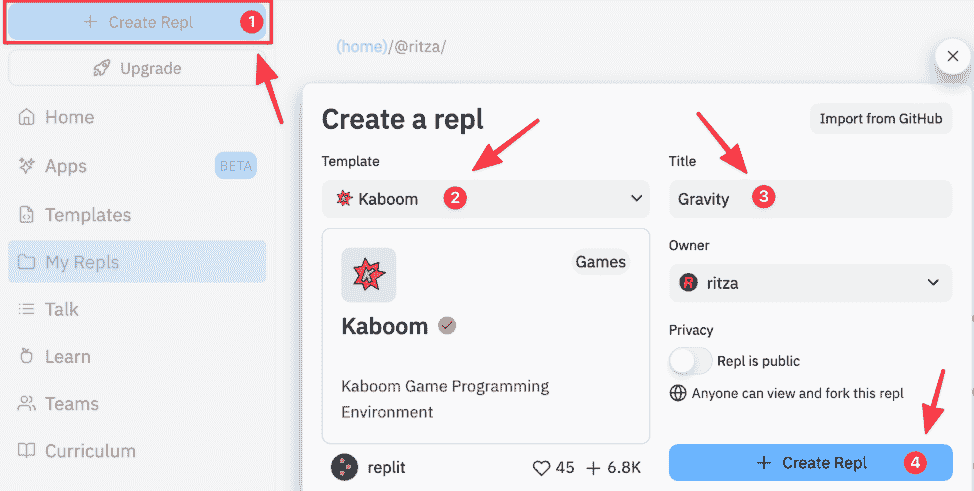 + Create Repl 1
Upgrade
Home
Apps BETA
Templates
My Repls
Talk
Learn
Teams
Curriculum
(home)/@ritza/
Create a repl
Import from GitHub
Template
Kaboom 2
Games
Kaboom
Kaboom Game Programming
Environment
replit 45 + 6.8K
Title
Gravity 3
Owner
ritza
Privacy
Repl is public
Anyone can view and fork this repl
+ Create Repl 4